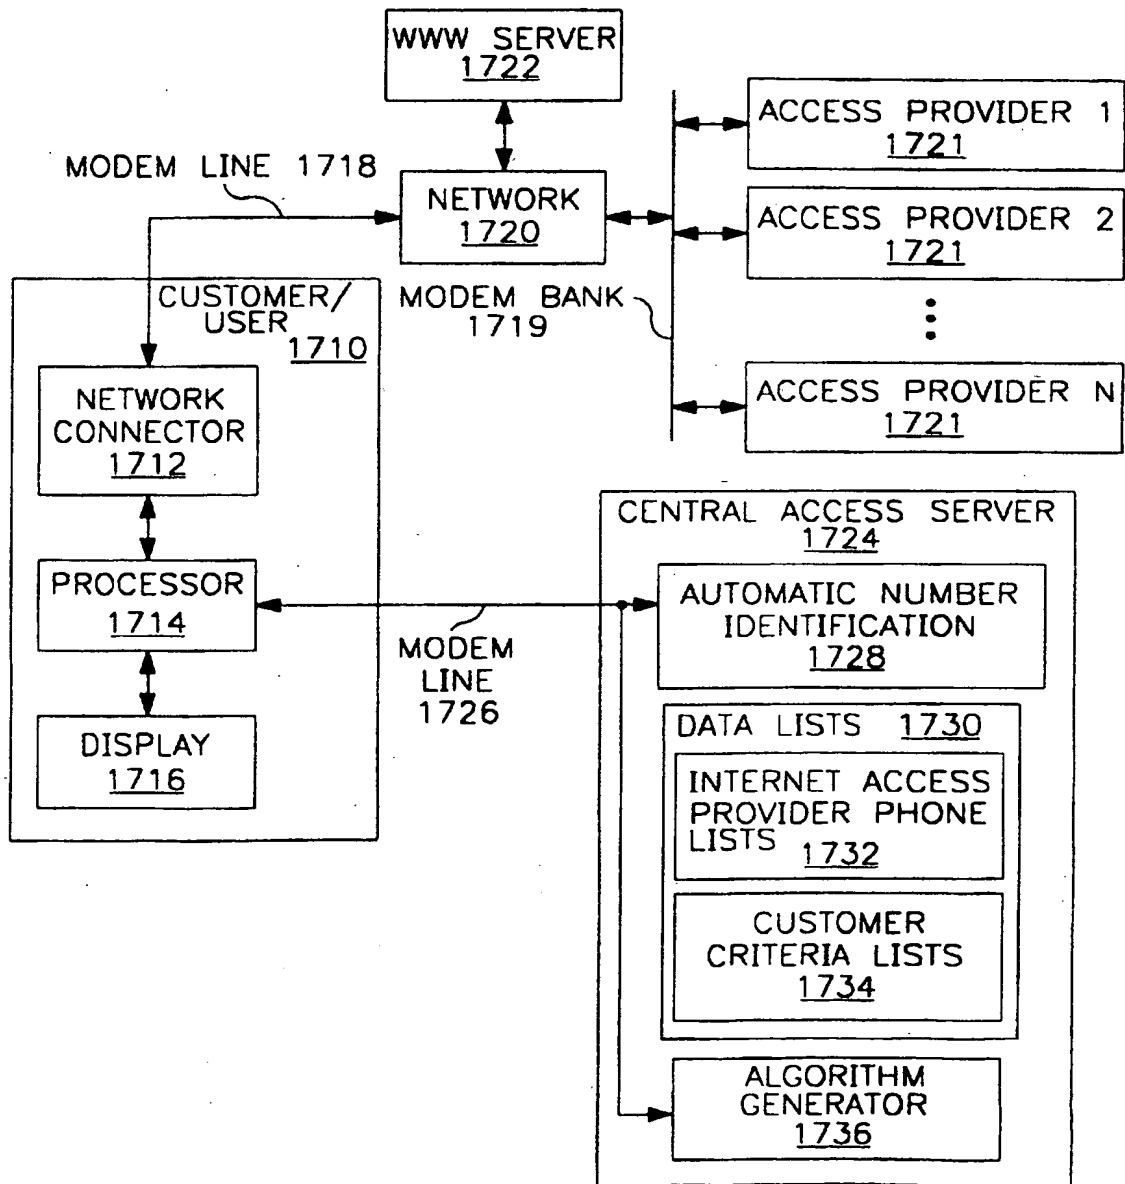 WWW SERVER
1722
MODEM LINE 1718
NETWORK
1720
ACCESS PROVIDER 1
1721
ACCESS PROVIDER 2
1721
ACCESS PROVIDER N
1721
MODEM BANK
1719
CUSTOMER/
USER
1710
NETWORK
CONNECTOR
1712
PROCESSOR
1714
DISPLAY
1716
MODEM
LINE
1726
CENTRAL ACCESS SERVER
1724
AUTOMATIC NUMBER
IDENTIFICATION
1728
DATA LISTS 1730
INTERNET ACCESS
PROVIDER PHONE
LISTS 1732
CUSTOMER
CRITERIA LISTS
1734
ALGORITHM
GENERATOR
1736